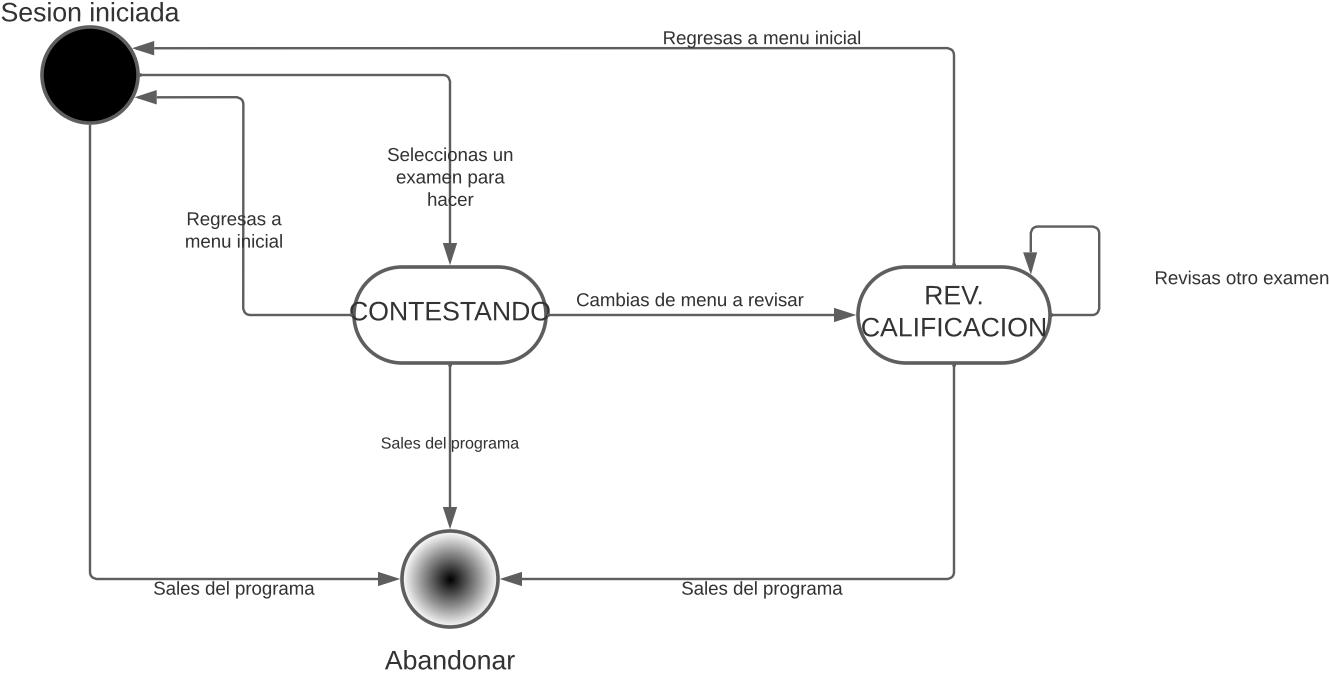 Sesion iniciada
Regresas a menu inicial
Seleccionas un
examen para
hacer
Regresas a
menu inicial
CONTESTANDO
Cambias de menu a revisar
REV.
CALIFICACION
Revisas otro examen
Sales del programa
Sales del programa
Sales del programa
Abandonar